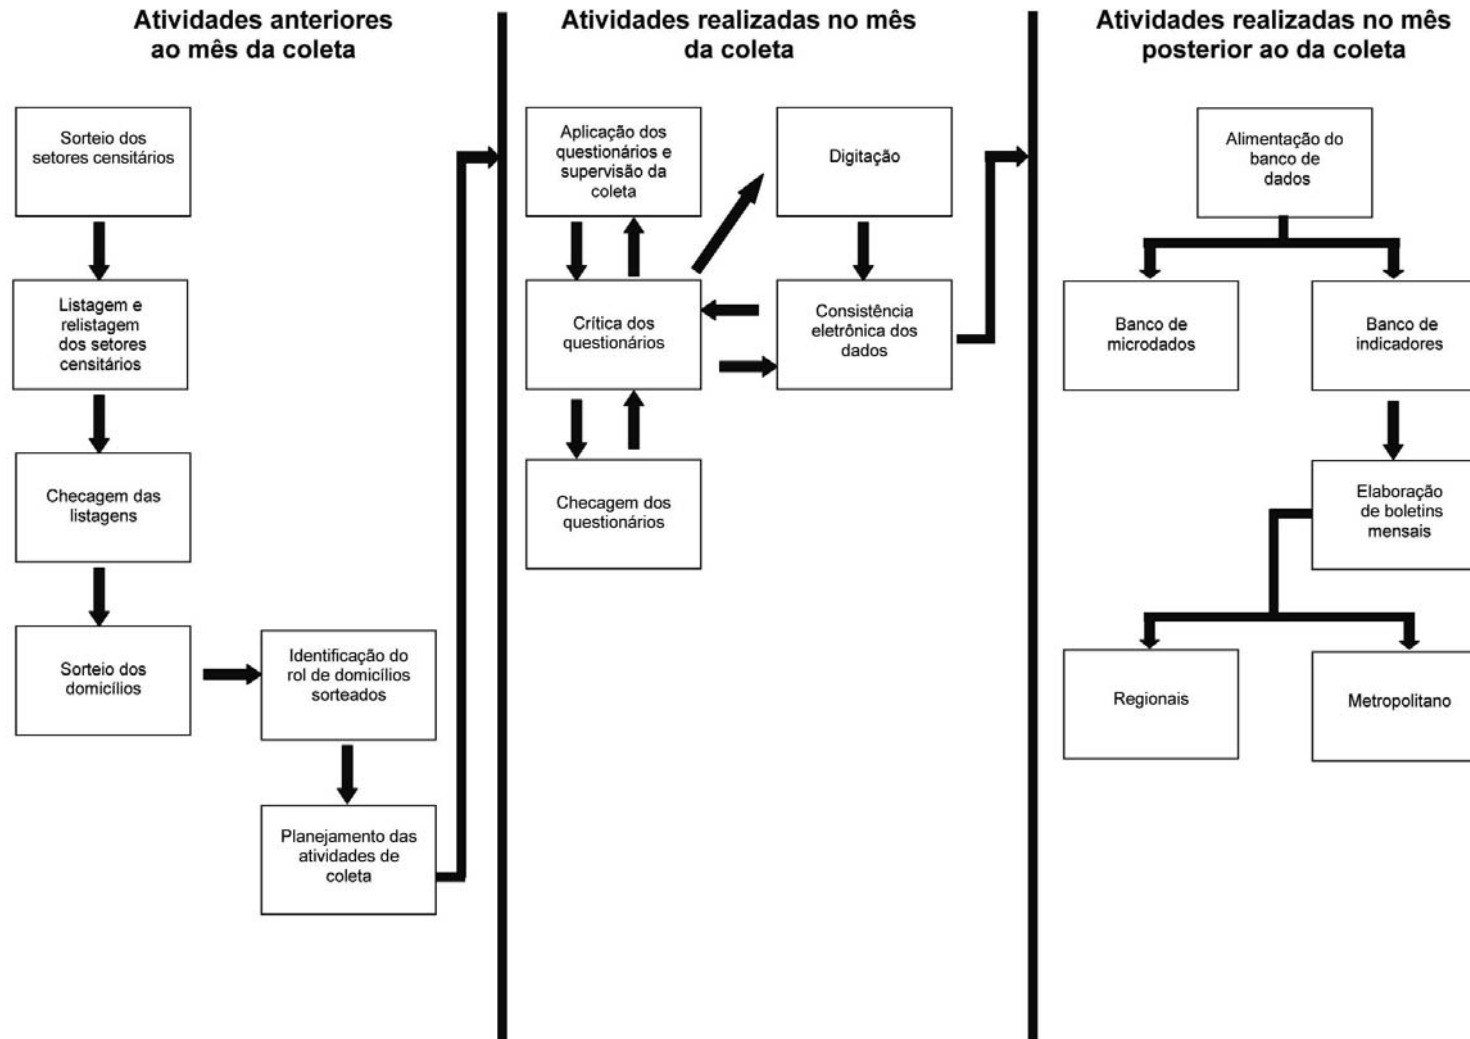 Atividades anteriores
ao mês da coleta
Sorteio dos
setores censitários
Listagem e
relistagem
dos setores
censitários
Checagem das
listagens
Sorteio dos
domicílios
Identificação do
rol de domicílios
sorteados
Planejamento das
atividades de
coleta
Atividades realizadas no mês
da coleta
Aplicação dos
questionários e
supervisão da
coleta
Digitação
Crítica dos
questionários
Consistência
eletrônica dos
dados
Checagem dos
questionários
Atividades realizadas no mês
posterior ao da coleta
Alimentação do
banco de
dados
Banco de
microdados
Banco de
indicadores
Elaboração
de boletins
mensais
Regionais
Metropolitano